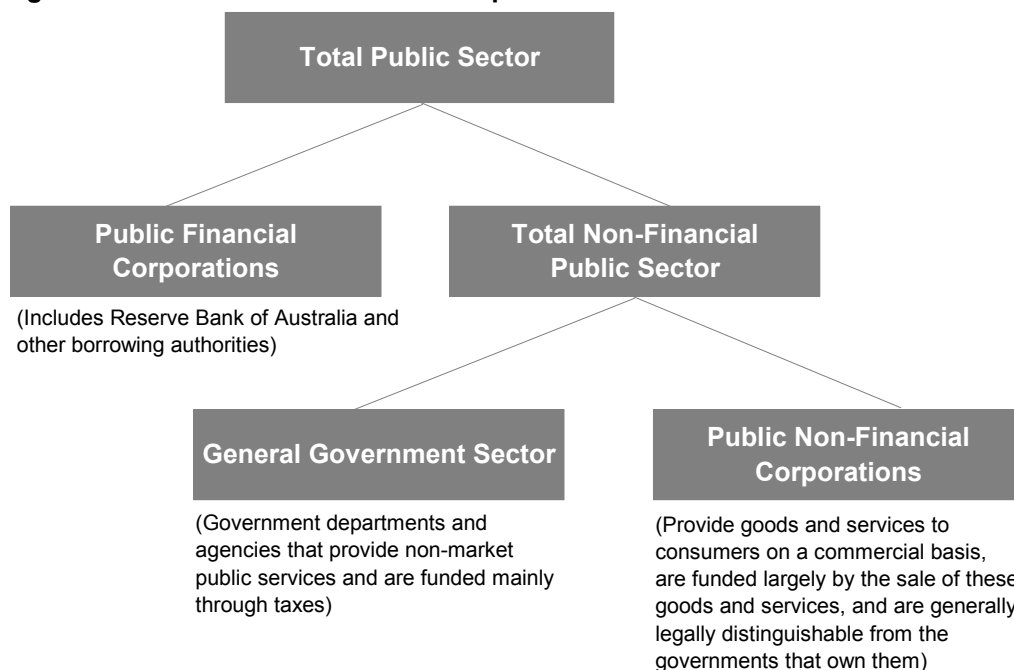 Total Public Sector
Public Financial
Corporations
Total Non-Financial
Public Sector
(Includes Reserve Bank of Australia and
other borrowing authorities)
General Government Sector
Public Non-Financial
Corporations
(Government departments and
agencies that provide non-market
public services and are funded mainly
through taxes)
(Provide goods and services to
consumers on a commercial basis,
are funded largely by the sale of these
goods and services, and are generally
legally distinguishable from the
governments that own them)